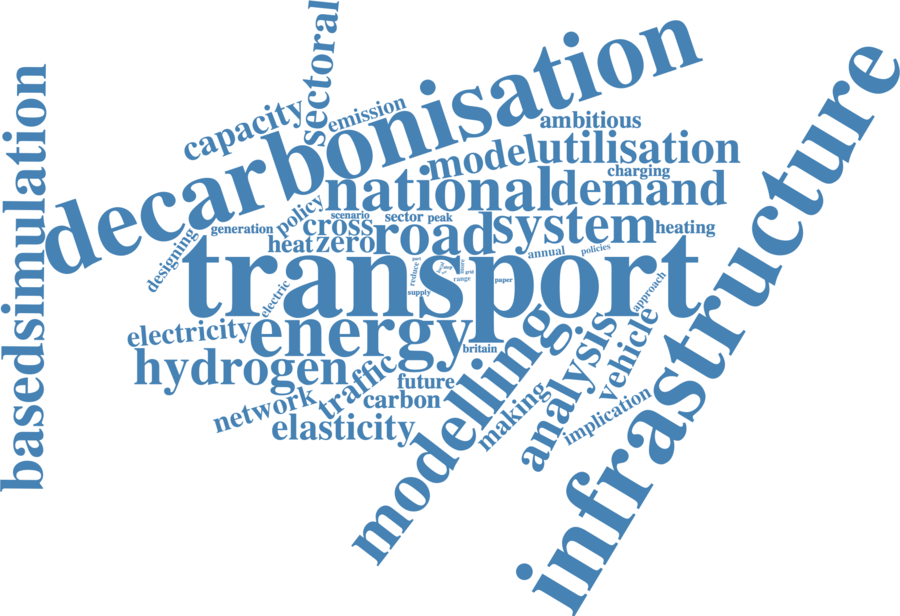 sectoral
decarbonisation
infrastructure
basedsimulation
capacity
emission
ambitious
model
utilisation
charging
national
demand
policy
scenario
sector
peak
generation
cross
road
system
heating
heat
zero
designing
transport
annual
policies
reduce
grid
range
paper
supply
electric
approach
electricity
energy
britain
hydrogen
traffic
future
carbon
network
elasticity
modelling
making
analysis
vehicle
implication